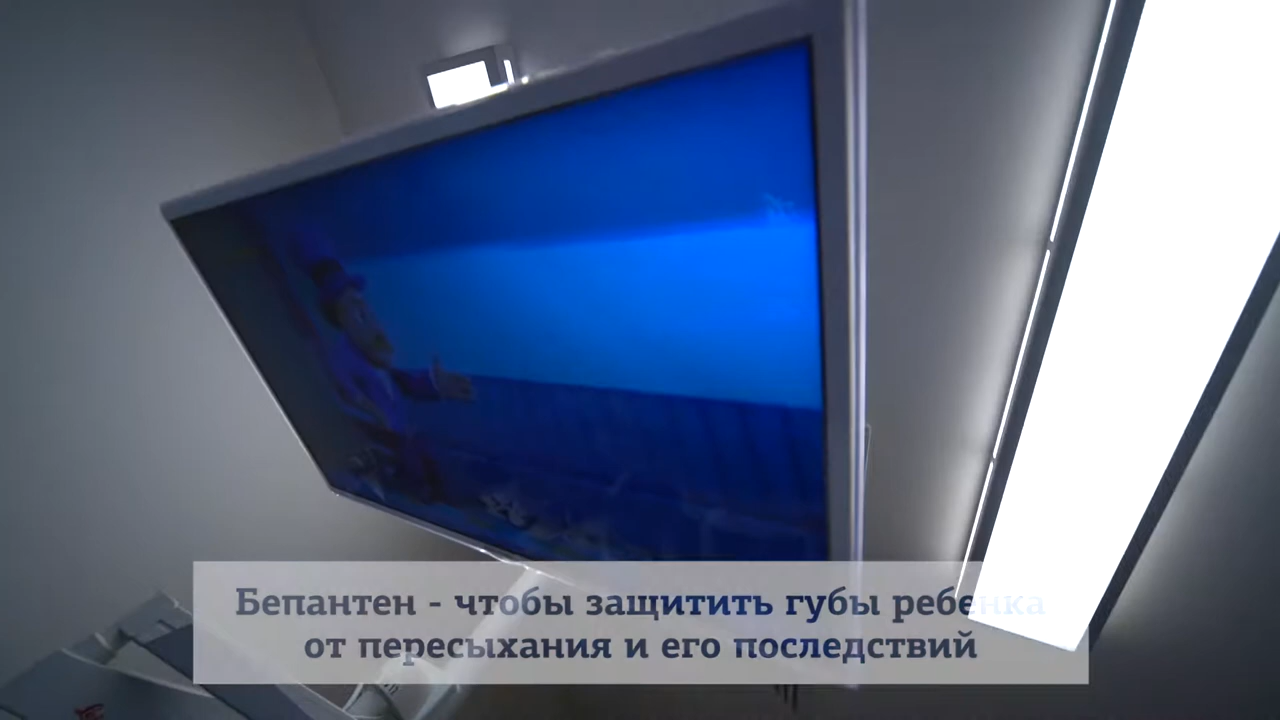 Бепантен - чтобы защитить губы ребенка
от пересыхания и его последствий